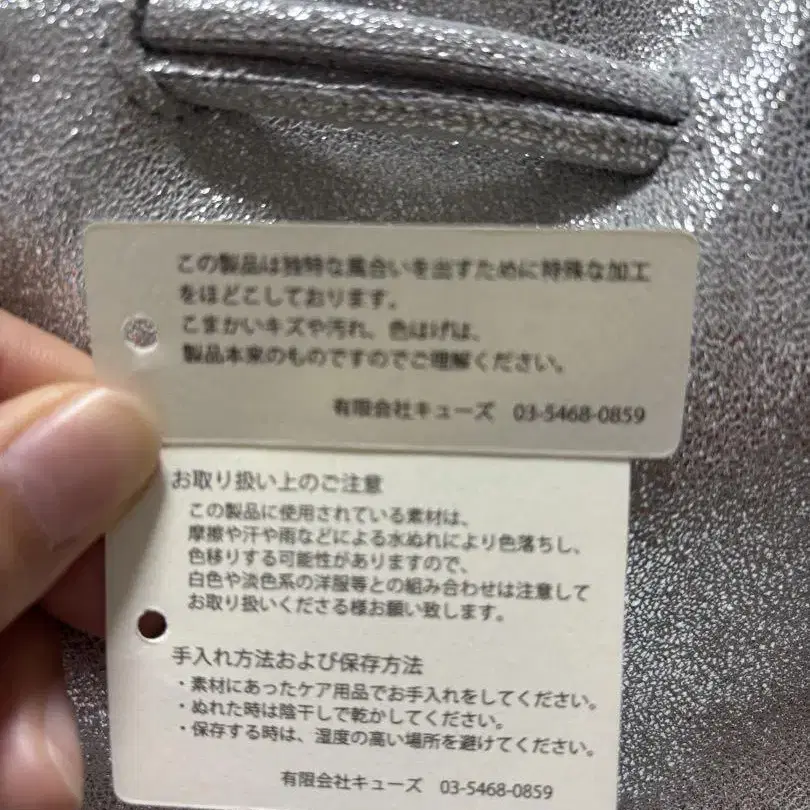 この製品は独特な風合いを出すために特殊な加工
をほどこしております。
こまかいキズや汚れ、色はげは、
製品本来のものですのでご理解ください。
有限会社キューズ 03-5468-0859
お取り扱い上のご注意
この製品に使用されている素材は、
摩擦や汗や雨などによる水ぬれにより色落ちし、
色移りする可能性がありますので、
白色や淡色系の洋服等との組み合わせは注意して
お取り扱いくださる様お願い致します。
手入れ方法および保存方法
・素材にあったケア用品でお手入れをしてください。
・ぬれた時は陰干しで乾かしてください。
・保存する時は、湿度の高い場所を避けてください。
有限会社キューズ 03-5468-0859